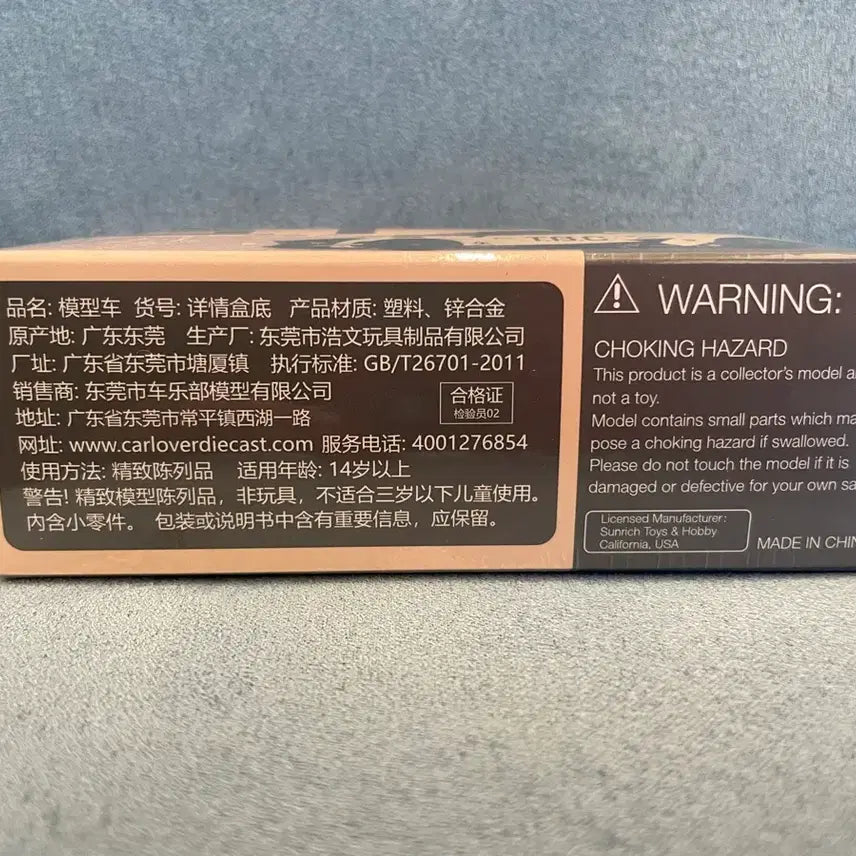 品名: 模型车 货号: 详情盒底 产品材质: 塑料、锌合金
原产地: 广东东莞 生产厂: 东莞市浩文玩具制品有限公司
厂址: 广东省东莞市塘厦镇 执行标准: GB/T26701-2011
销售商: 东莞市车乐部模型有限公司
地址: 广东省东莞市常平镇西湖一路
合格证
检验员02
网址: www.carloverdiecast.com 服务电话: 4001276854
使用方法: 精致陈列品 适用年龄: 14岁以上
警告! 精致模型陈列品，非玩具，不适合三岁以下儿童使用。
内含小零件。 包装或说明书中含有重要信息，应保留。
WARNING:
CHOKING HAZARD
This product is a collector's model
not a toy.
Model contains small parts which
pose a choking hazard if swallowed.
Please do not touch the model if it is
damaged or defective for your own
Licensed Manufacturer:
Sunrich Toys & Hobby
California, USA
MADE IN